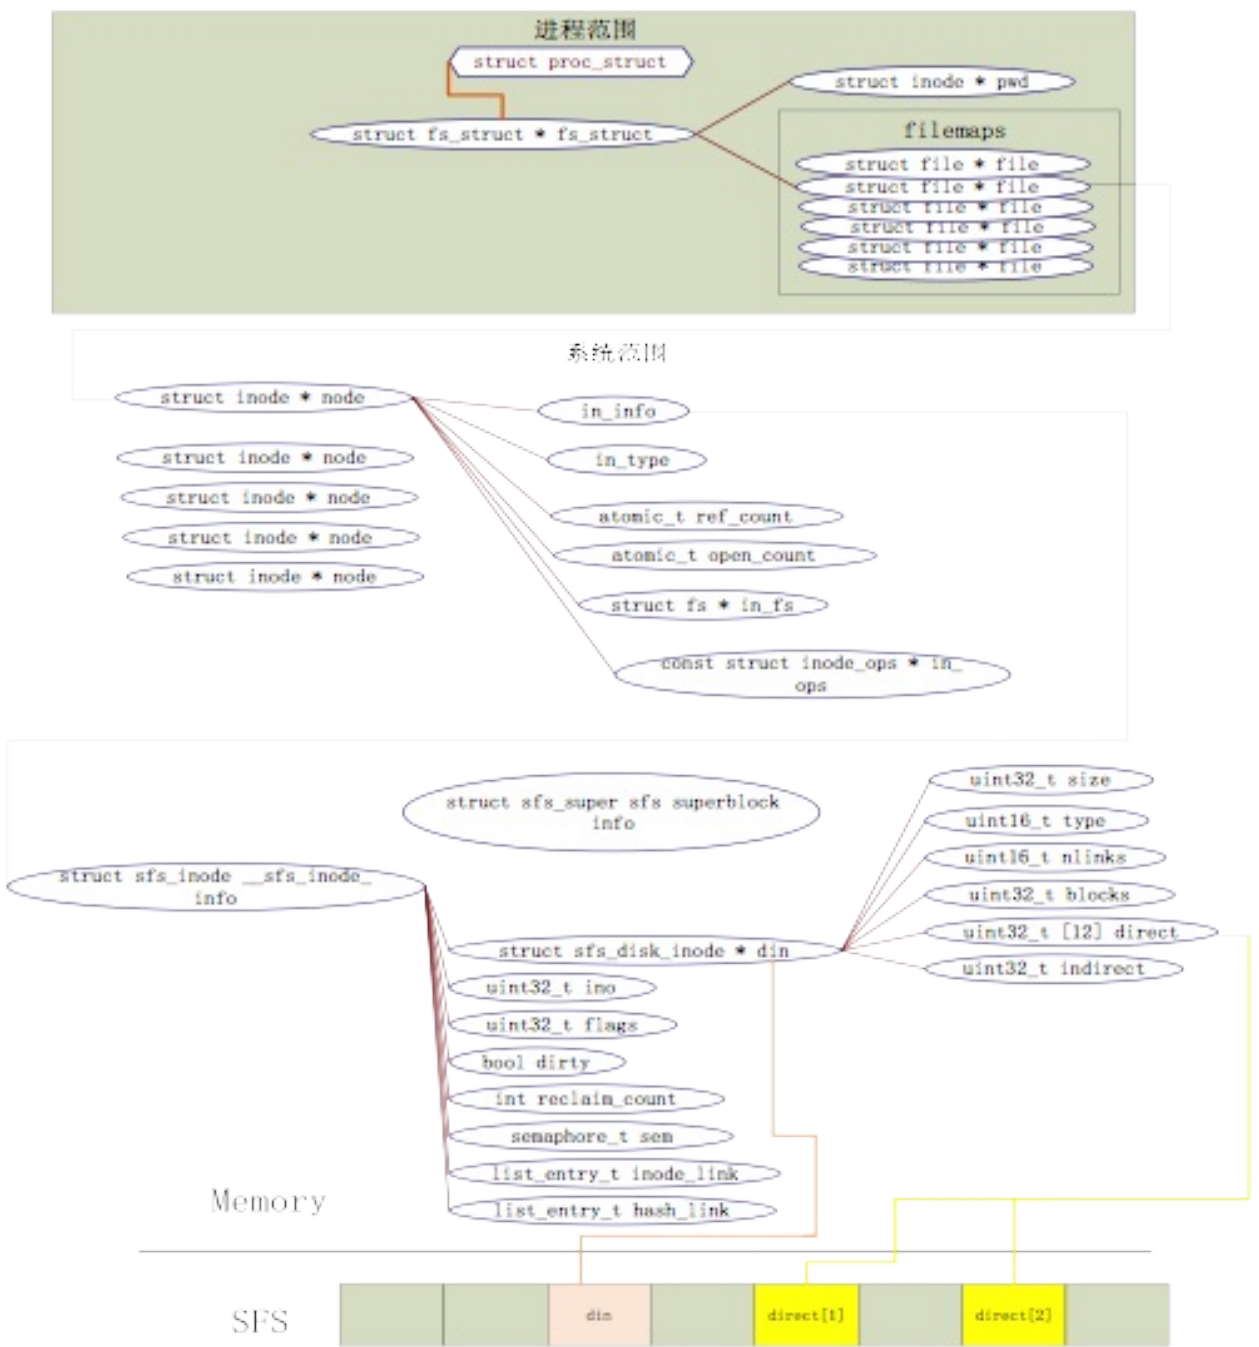 进程范围
struct proc_struct
struct inode * pwd
struct fs_struct * fs_struct
filemaps
struct file * file
struct file * file
struct file * file
struct file * file
struct file * file
struct file * file
系统范围
struct inode * node
in_info
struct inode * node
in_type
struct inode * node
atomic_t ref_count
struct inode * node
atomic_t open_count
struct inode * node
struct fs * in_fs
const struct inode_ops * in_
ops
struct sfs_super sfs superblock
info
uint32_t size
uint16_t type
uint16_t nlinks
struct sfs_inode __sfs_inode_
info
uint32_t blocks
uint32_t [12] direct
struct sfs_disk_inode * din
uint32_t indirect
uint32_t ino
uint32_t flags
bool dirty
int reclaim_count
semaphore_t sem
list_entry_t inode_link
list_entry_t hash_link
Memory
SFS
din
direct[1]
direct[2]